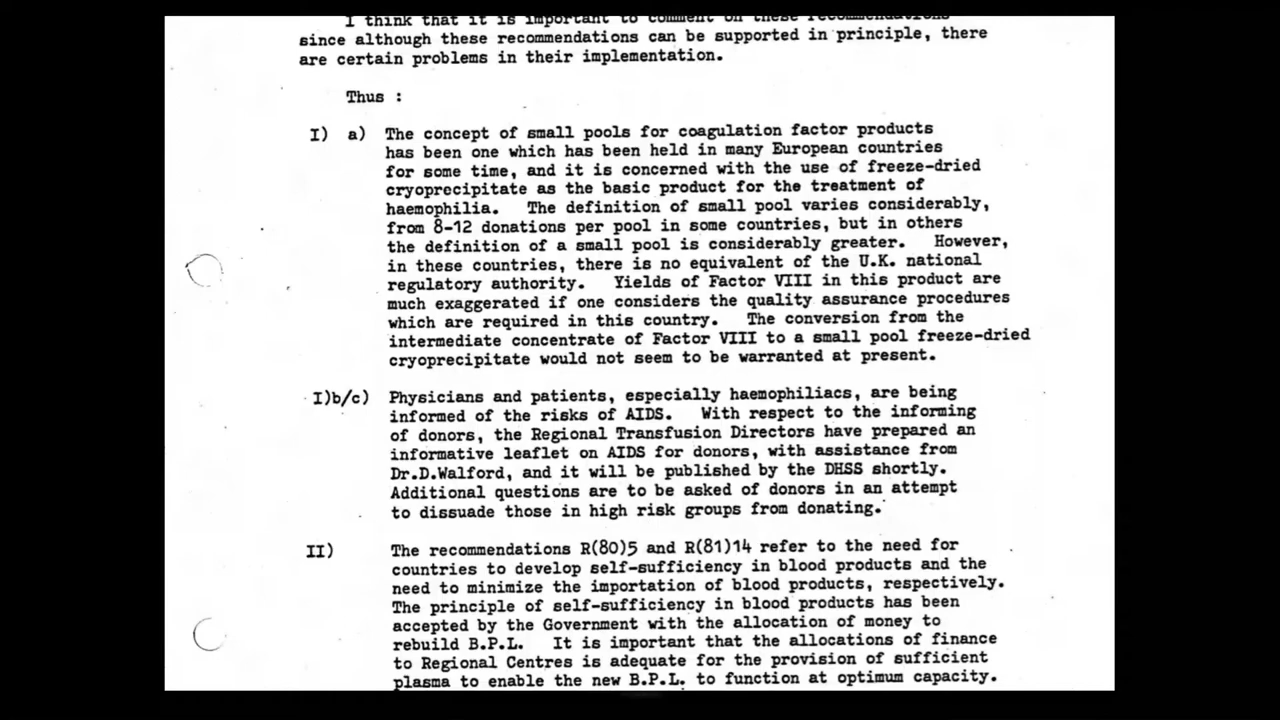 I think that it is important to comment on these recommendations
since although these recommendations can be supported in principle, there
are certain problems in their implementation.
Thus :
I) a) The concept of small pools for coagulation factor products
has been one which has been held in many European countries
for some time, and it is concerned with the use of freeze-dried
cryoprecipitate as the basic product for the treatment of
haemophilia. The definition of small pool varies considerably,
from 8-12 donations per pool in some countries, but in others
the definition of a small pool is considerably greater. However,
in these countries, there is no equivalent of the U.K. national
regulatory authority. Yields of Factor VIII in this product are
much exaggerated if one considers the quality assurance procedures
which are required in this country. The conversion from the
intermediate concentrate of Factor VIII to a small pool freeze-dried
cryoprecipitate would not seem to be warranted at present.
I)b/c) Physicians and patients, especially haemophiliacs, are being
informed of the risks of AIDS. With respect to the informing
of donors, the Regional Transfusion Directors have prepared an
informative leaflet on AIDS for donors, with assistance from
Dr.D.Walford, and it will be published by the DHSS shortly.
Additional questions are to be asked of donors in an attempt
to dissuade those in high risk groups from donating.
II) The recommendations R(80)5 and R(81)14 refer to the need for
countries to develop self-sufficiency in blood products and the
need to minimize the importation of blood products, respectively.
The principle of self-sufficiency in blood products has been
accepted by the Government with the allocation of money to
rebuild B.P.L. It is important that the allocations of finance
to Regional Centres is adequate for the provision of sufficient
plasma to enable the new B.P.L. to function at optimum capacity.